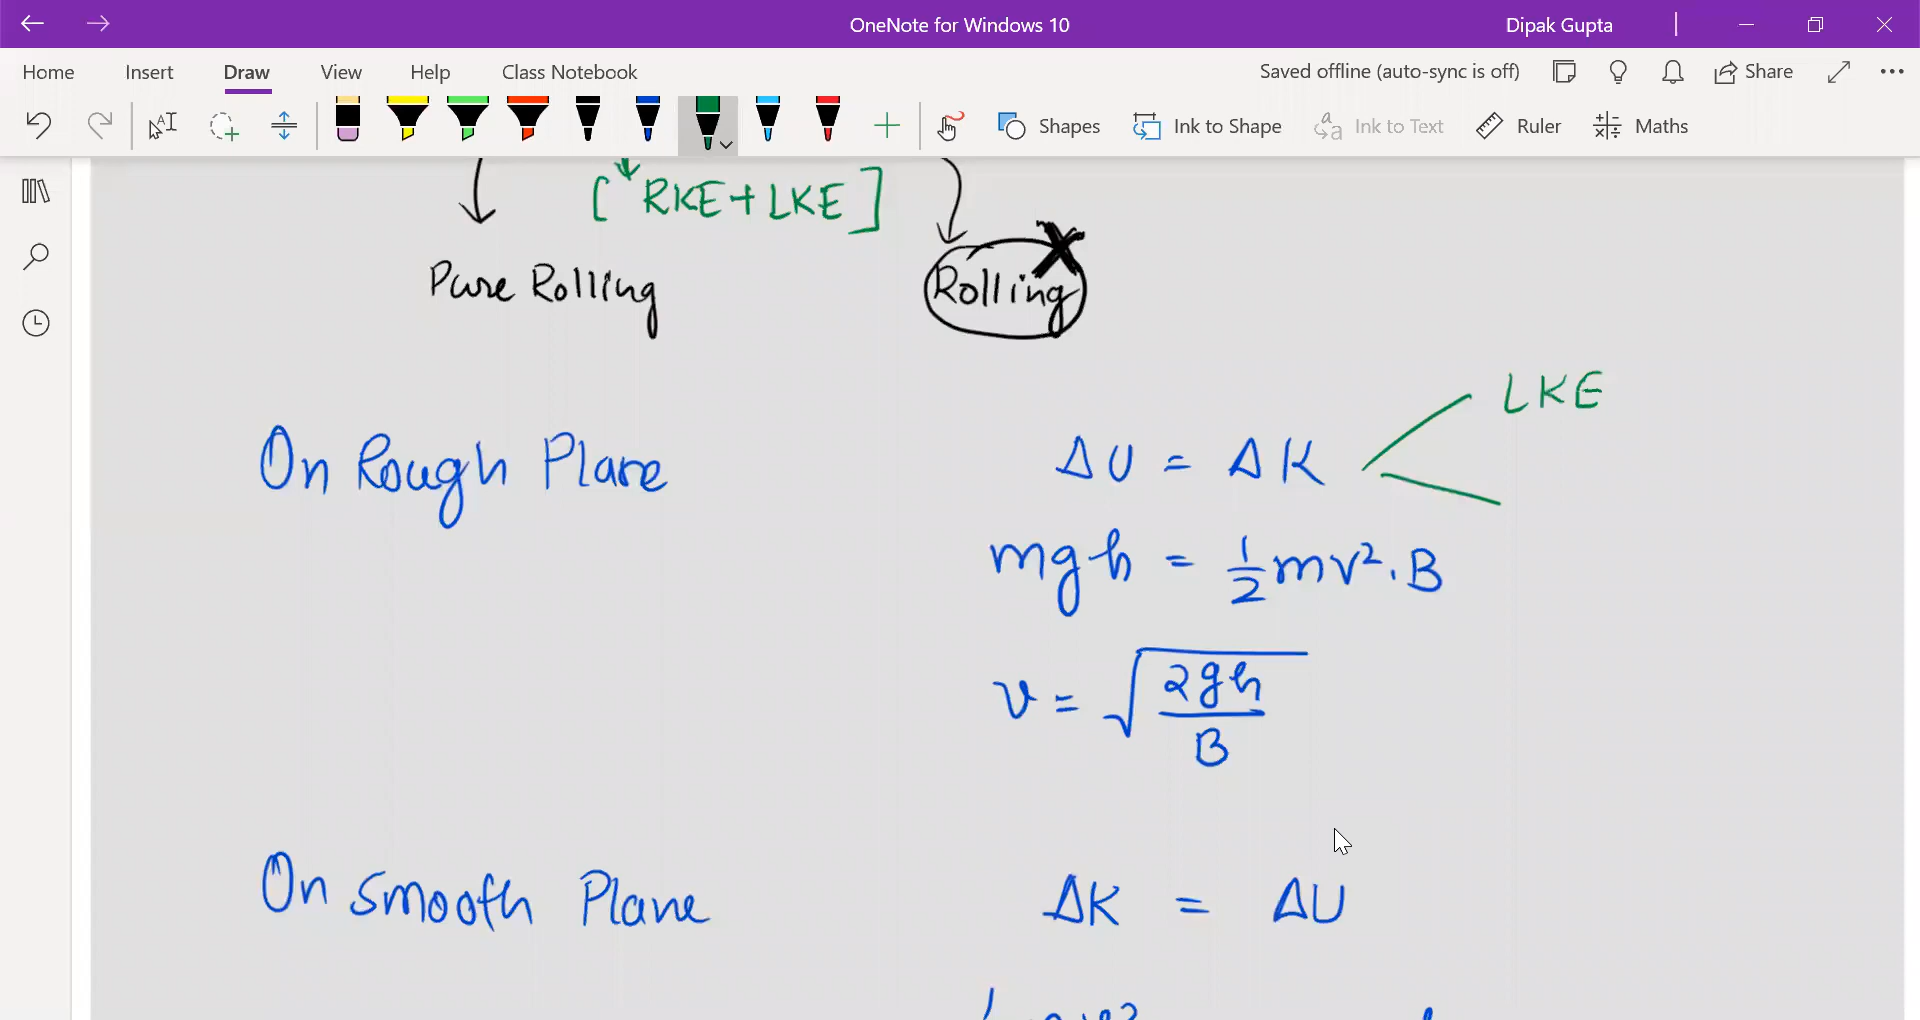 OneNote for Windows 10
Dipak Gupta
Home Insert Draw View Help Class Notebook
Saved offline (auto-sync is off) Share
Shapes Ink to Shape Ink to Text Ruler Maths
[RKE + LKE]
Pure Rolling
Rolling
LKE
On Rough Plane
ΔU = ΔK
mgh = 1/2 mv². B
v = √(2gh/B)
On Smooth Plane
ΔK = ΔU